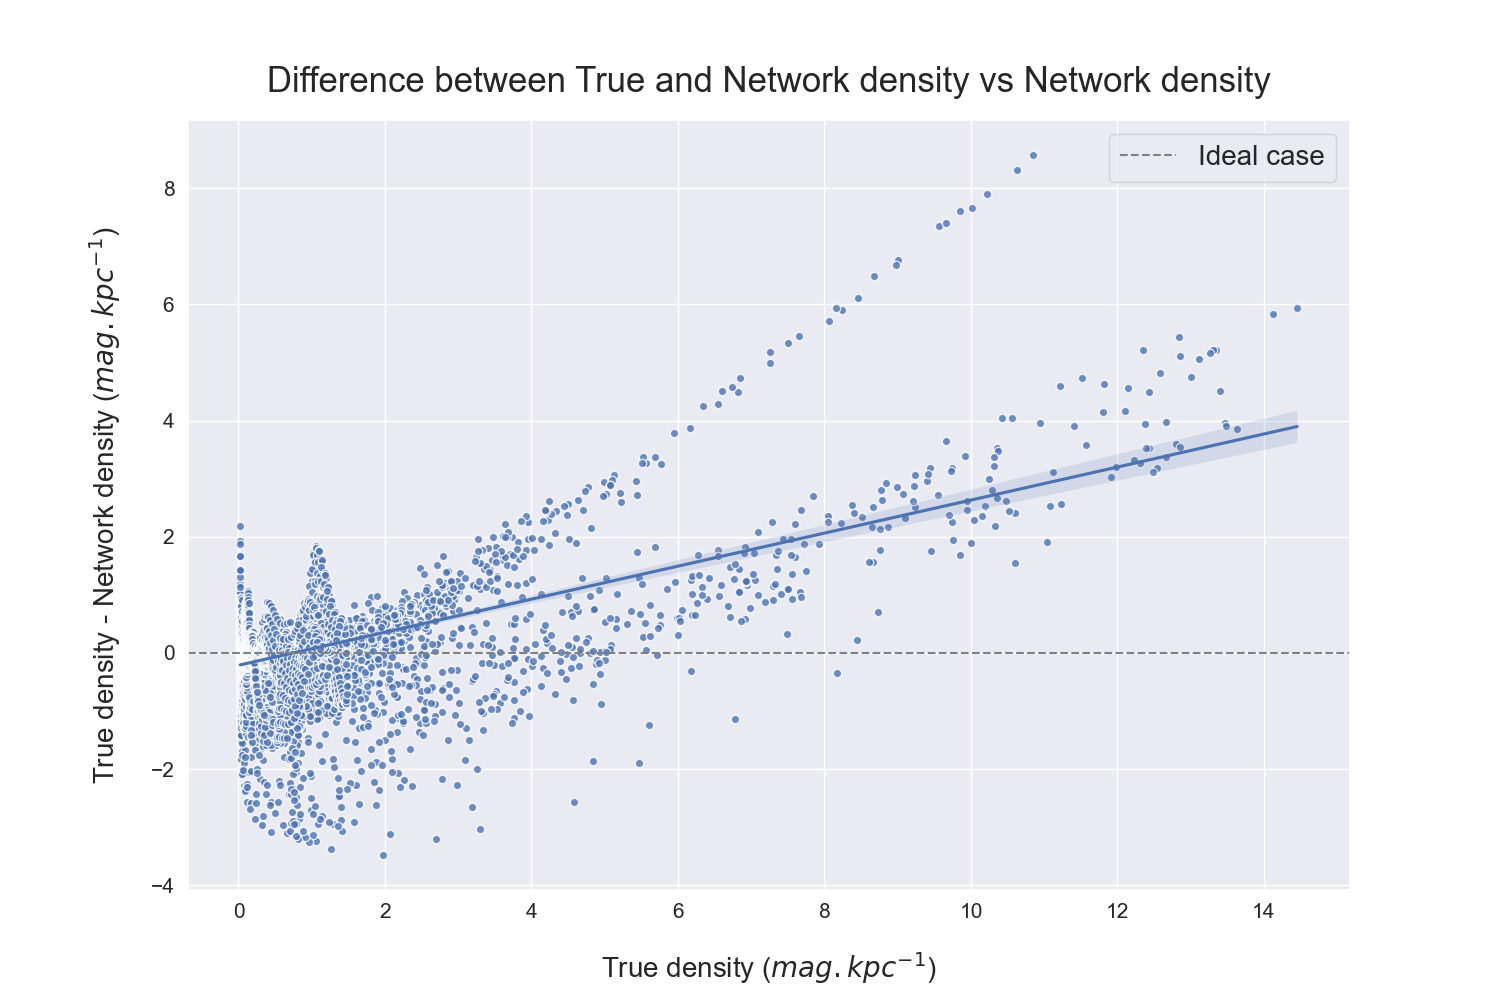 Difference between True and Network density vs Network density
Ideal case
True density - Network density (mag. kpc⁻¹)
8
6
4
2
0
−2
−4
0 2 4 6 8 10 12 14
True density (mag. kpc⁻¹)